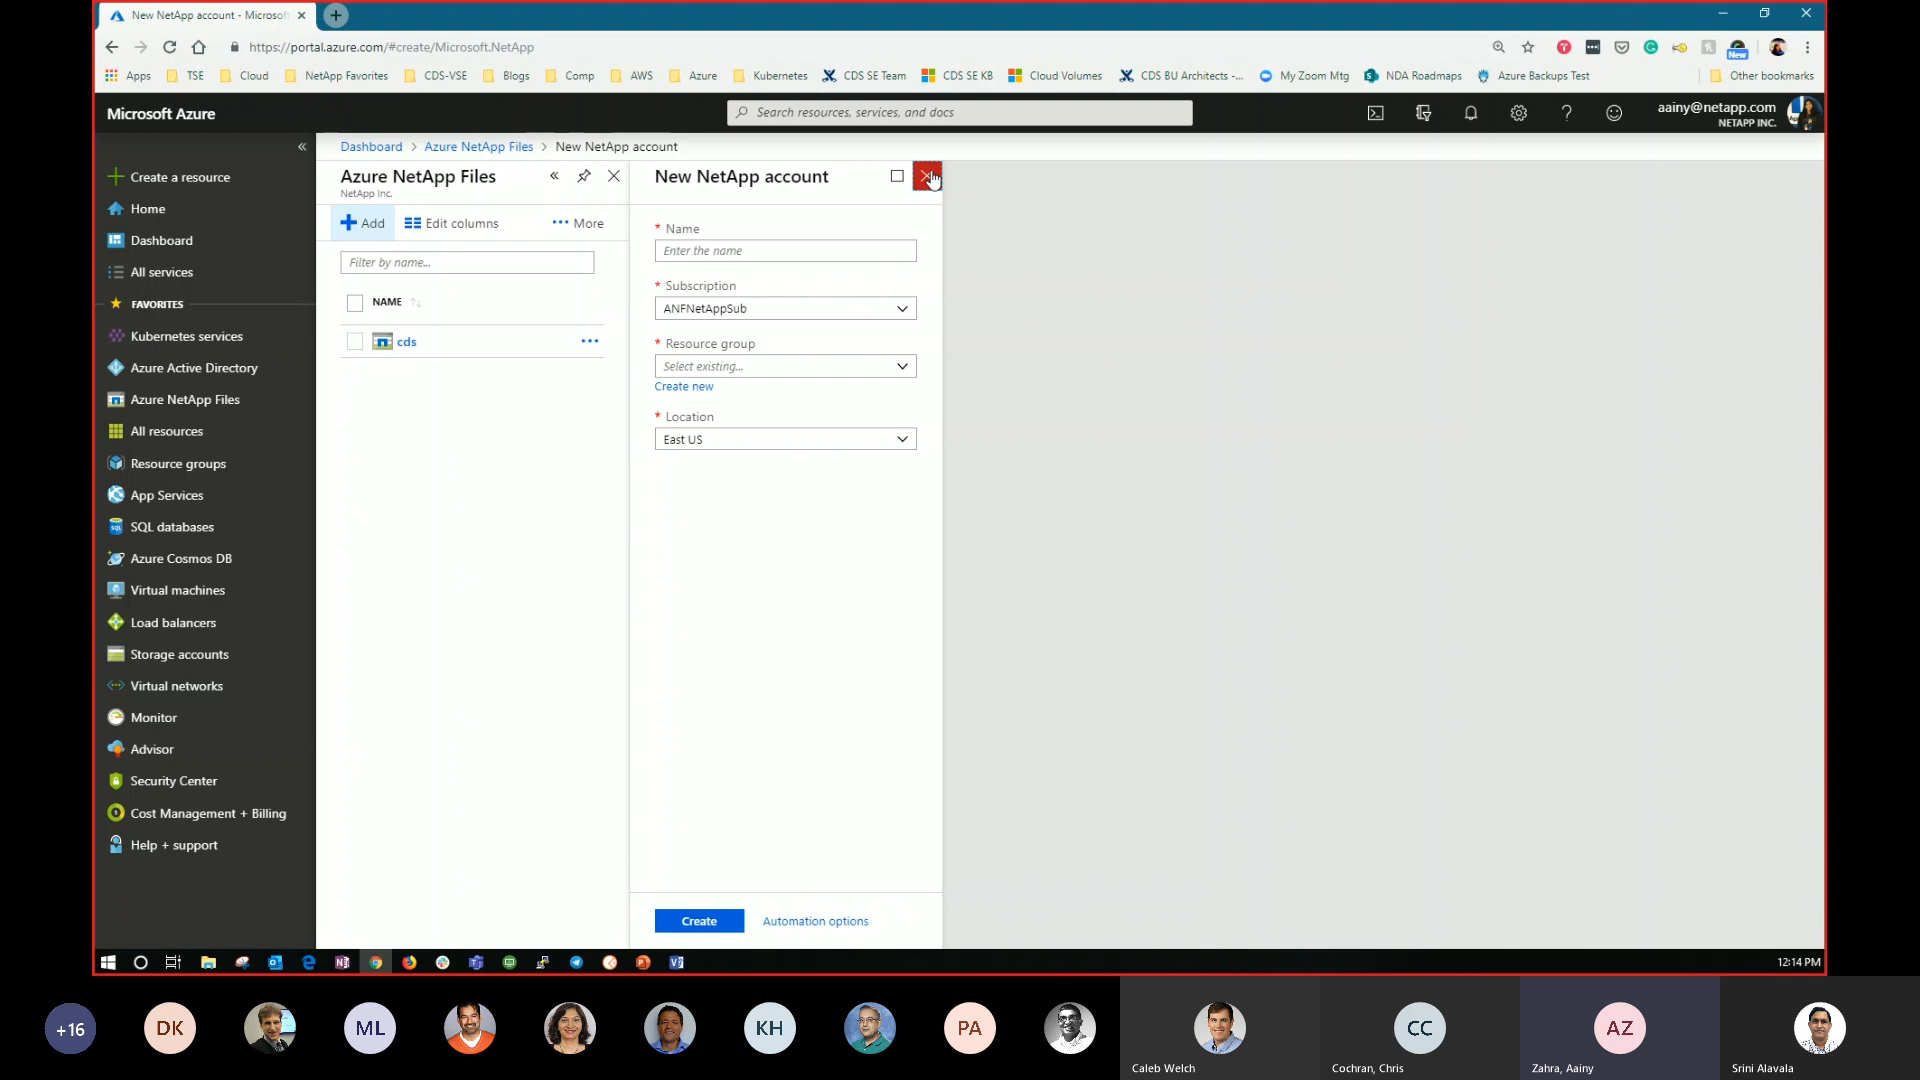 New NetApp account - Microsof
https://portal.azure.com/#create/Microsoft.NetApp
New
Apps
TSE
Cloud
NetApp Favorites
CDS-VSE
Blogs
Comp
AWS
Azure
Kubernetes
CDS SE Team
CDS SE KB
Cloud Volumes
CDS BU Architects -...
My Zoom Mtg
NDA Roadmaps
Azure Backups Test
Other bookmarks
Microsoft Azure
Search resources, services, and docs
aainy@netapp.com
NETAPP INC.
Create a resource
Home
Dashboard
All services
FAVORITES
Kubernetes services
Azure Active Directory
Azure NetApp Files
All resources
Resource groups
App Services
SQL databases
Azure Cosmos DB
Virtual machines
Load balancers
Storage accounts
Virtual networks
Monitor
Advisor
Security Center
Cost Management + Billing
Help + support
Dashboard > Azure NetApp Files > New NetApp account
Azure NetApp Files
NetApp Inc.
Add
Edit columns
More
Filter by name...
NAME
cds
New NetApp account
* Name
Enter the name
* Subscription
ANFNetAppSub
* Resource group
Select existing...
Create new
* Location
East US
Create
Automation options
12:14 PM
+16
DK
ML
KH
PA
Caleb Welch
CC
Cochran, Chris
AZ
Zahra, Aainy
Srini Alavala